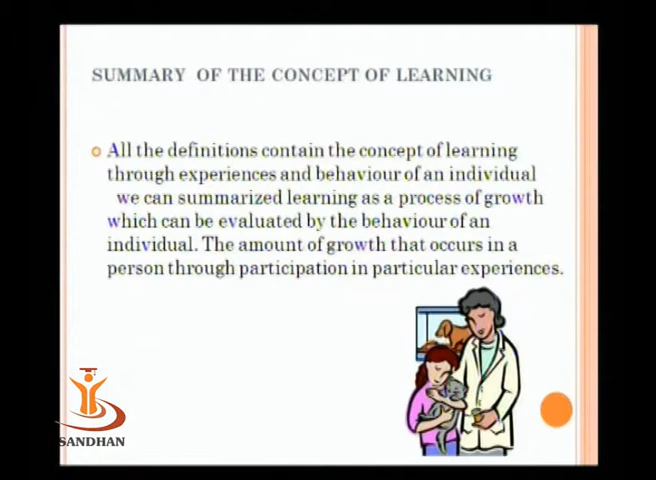 SUMMARY OF THE CONCEPT OF LEARNING
All the definitions contain the concept of learning
through experiences and behaviour of an individual
we can summarized learning as a process of growth
which can be evaluated by the behaviour of an
individual. The amount of growth that occurs in a
person through participation in particular experiences.
SANDHAN